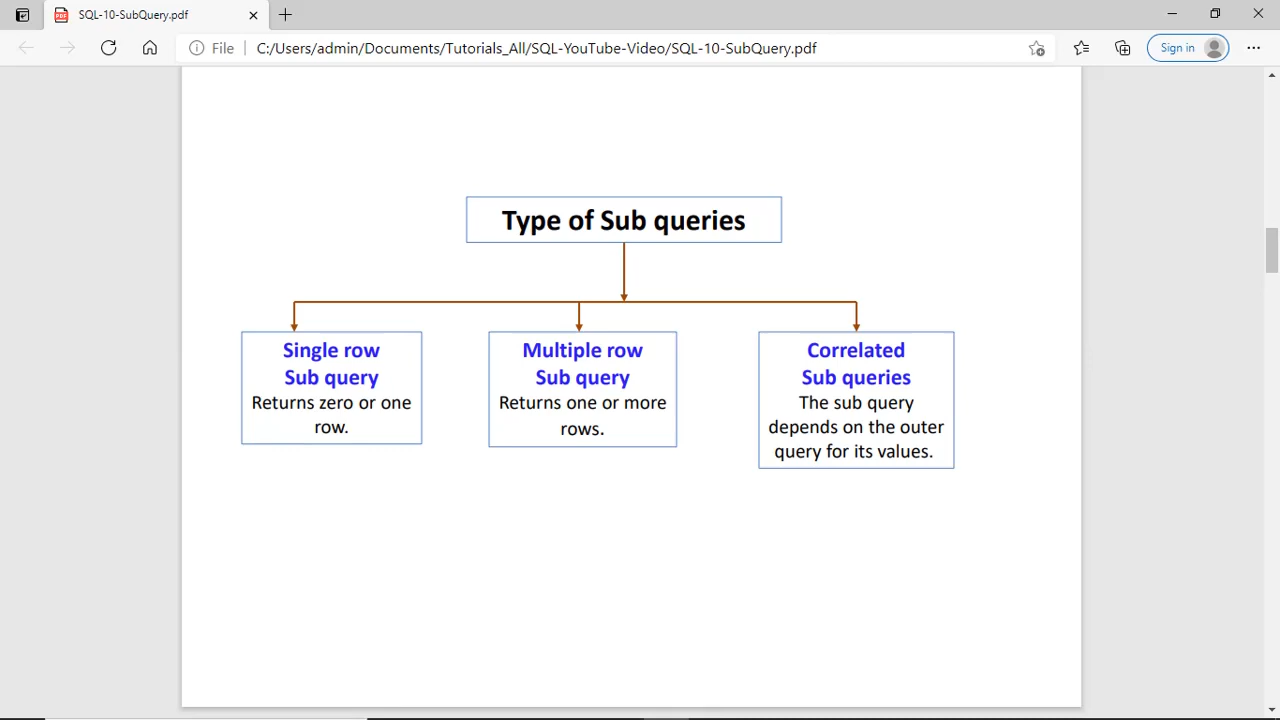 SQL-10-SubQuery.pdf
File
C:/Users/admin/Documents/Tutorials_All/SQL-YouTube-Video/SQL-10-SubQuery.pdf
Sign in
Type of Sub queries
Single row
Sub query
Returns zero or one
row.
Multiple row
Sub query
Returns one or more
rows.
Correlated
Sub queries
The sub query
depends on the outer
query for its values.